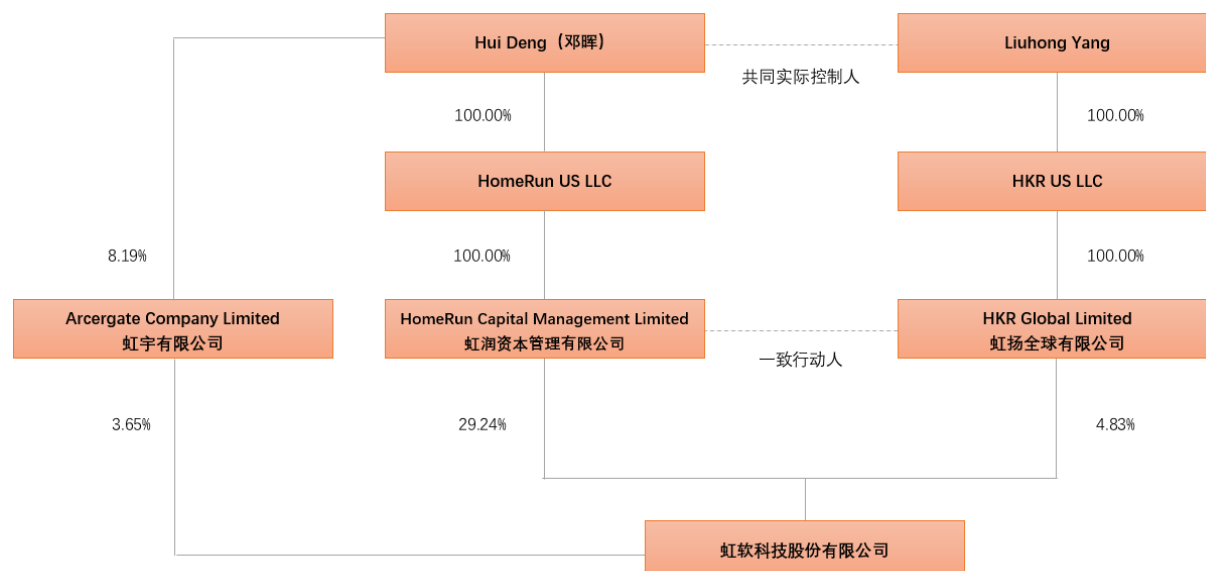 Hui Deng（邓晖）
Liuhong Yang
共同实际控制人
100.00%
100.00%
HomeRun US LLC
HKR US LLC
8.19%
100.00%
100.00%
Arcergate Company Limited
虹宇有限公司
HomeRun Capital Management Limited
虹润资本管理有限公司
HKR Global Limited
虹扬全球有限公司
一致行动人
3.65%
29.24%
4.83%
虹软科技股份有限公司